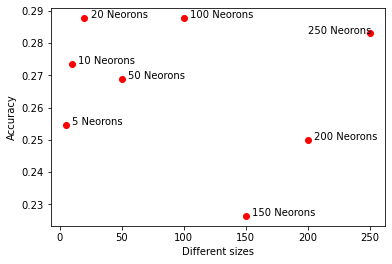 0.29
0.28
0.27
0.26
0.25
0.24
0.23
Accuracy
20 Neorons
100 Neorons
250 Neorons
10 Neorons
50 Neorons
5 Neorons
200 Neorons
150 Neorons
0 50 100 150 200 250
Different sizes